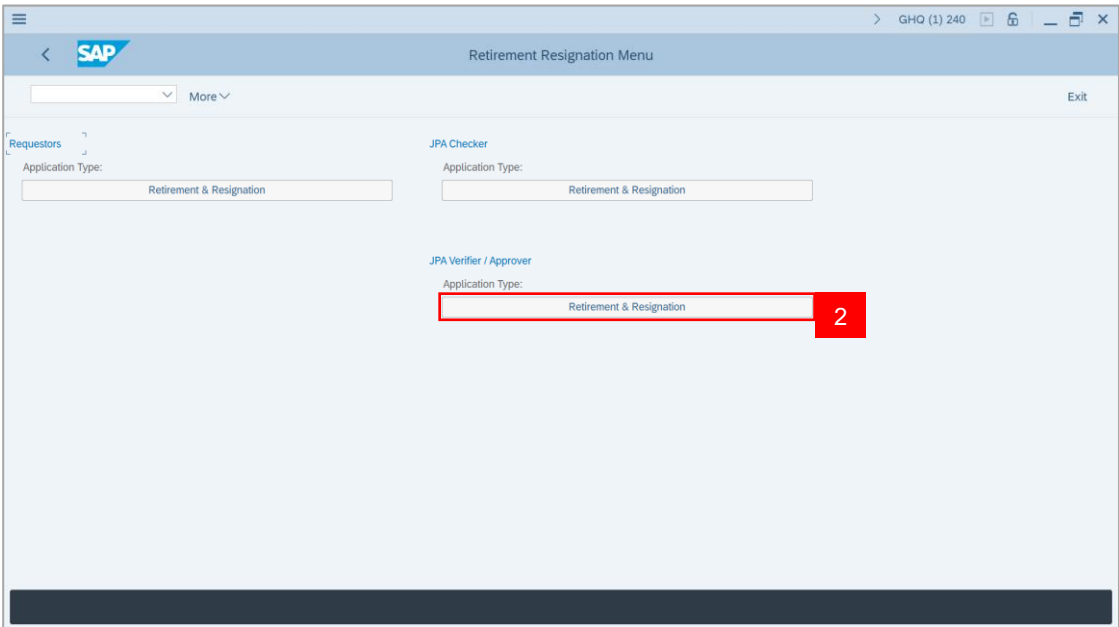 GHQ (1) 240
SAP
Retirement Resignation Menu
More
Exit
Requestors
Application Type:
Retirement & Resignation
JPA Checker
Application Type:
Retirement & Resignation
JPA Verifier / Approver
Application Type:
Retirement & Resignation
2